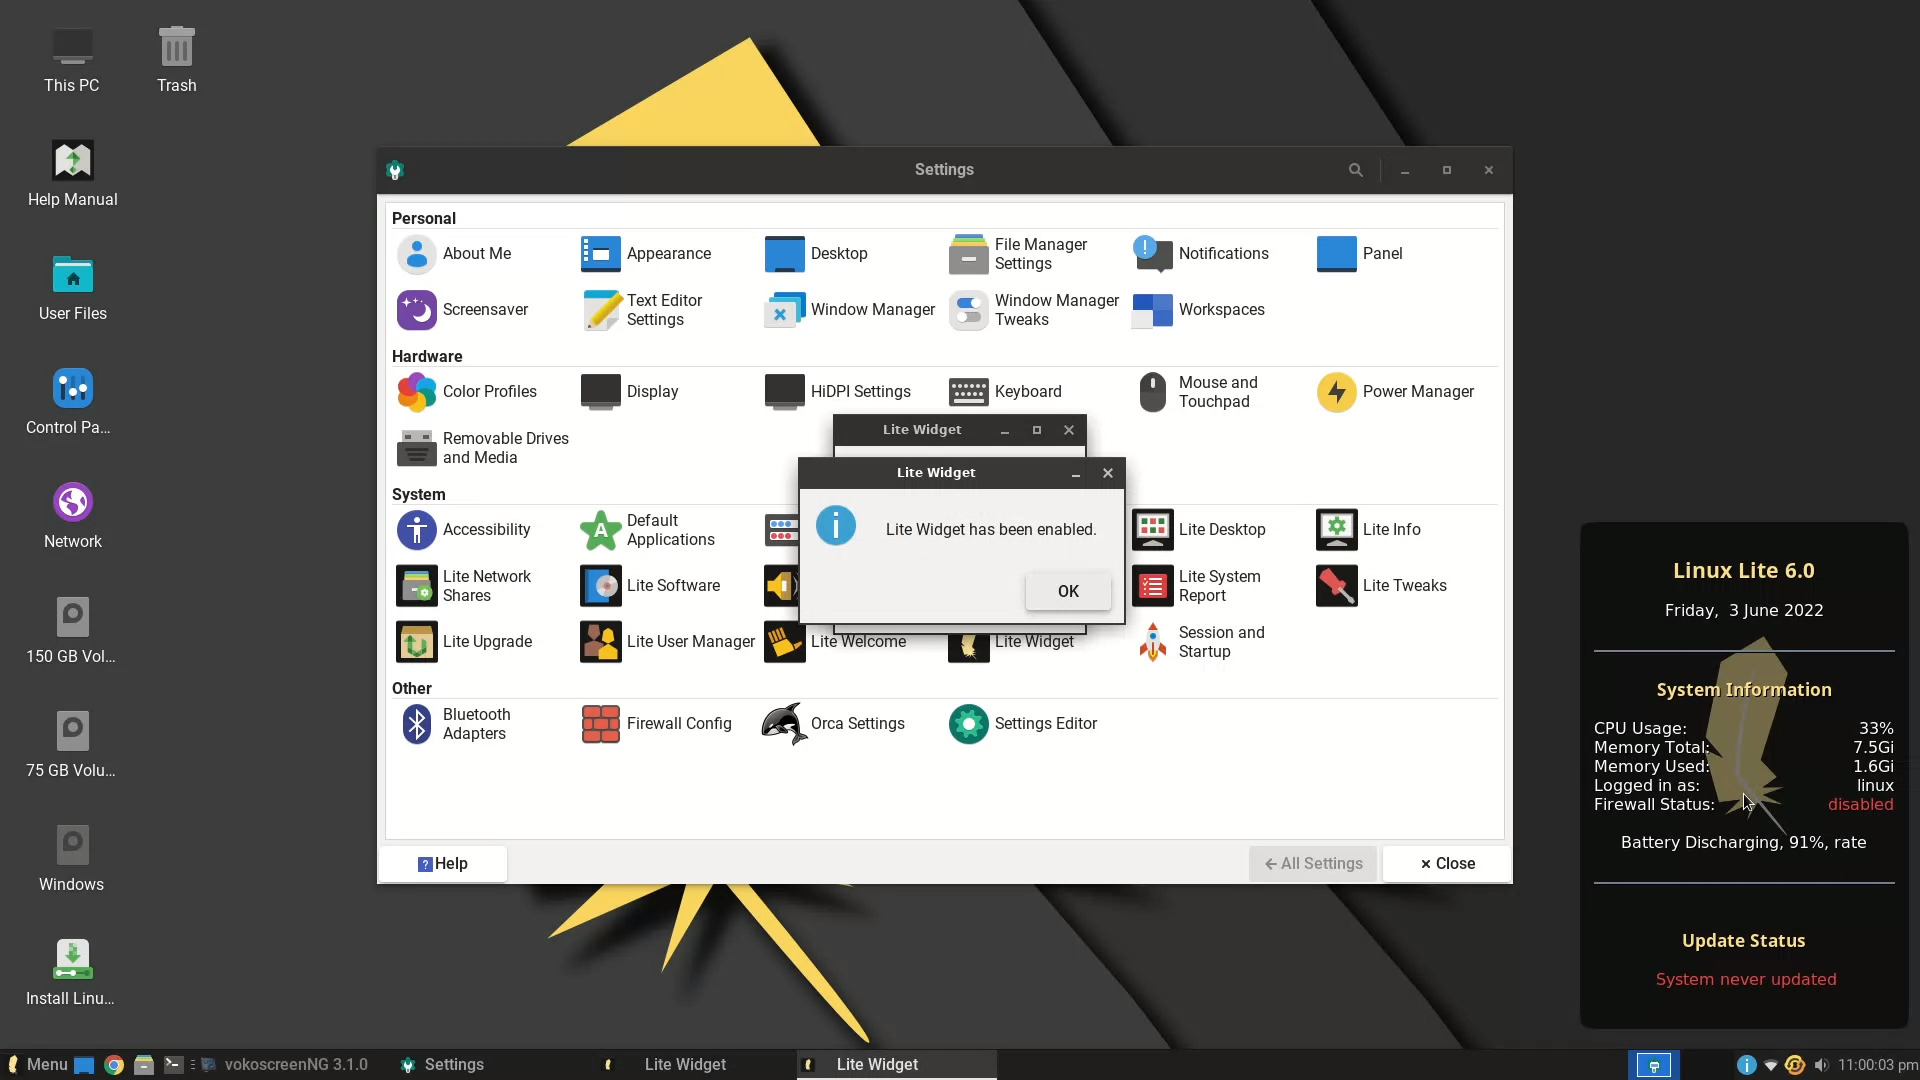 This PC
Trash
Help Manual
User Files
Control Pa...
Network
150 GB Vol...
75 GB Volu...
Windows
Install Linu...
Settings
Personal
About Me
Appearance
Desktop
File Manager
Settings
Notifications
Panel
Screensaver
Text Editor
Settings
Window Manager
Window Manager
Tweaks
Workspaces
Hardware
Color Profiles
Display
HiDPI Settings
Keyboard
Mouse and
Touchpad
Power Manager
Removable Drives
and Media
Lite Widget
Lite Widget
Lite Widget has been enabled.
OK
System
Accessibility
Default
Applications
Lite Desktop
Lite Info
Lite Network
Shares
Lite Software
Lite System
Report
Lite Tweaks
Lite Upgrade
Lite User Manager
Lite Welcome
Lite Widget
Session and
Startup
Other
Bluetooth
Adapters
Firewall Config
Orca Settings
Settings Editor
Help
All Settings
Close
Linux Lite 6.0
Friday, 3 June 2022
System Information
CPU Usage: 33%
Memory Total: 7.5Gi
Memory Used: 1.6Gi
Logged in as: linux
Firewall Status: disabled
Battery Discharging, 91%, rate
Update Status
System never updated
Menu
vokoscreenNG 3.1.0
Settings
Lite Widget
Lite Widget
11:00:03 pm